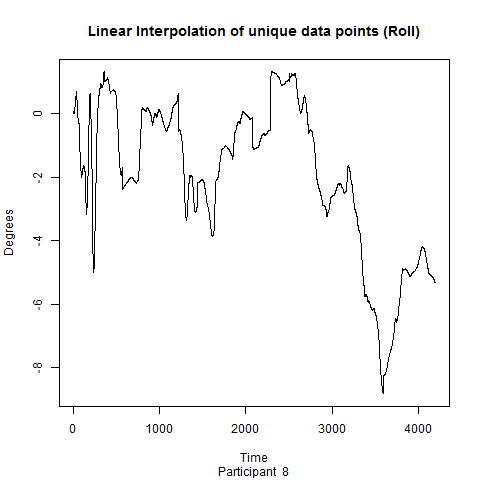 Linear Interpolation of unique data points (Roll)
Degrees
0
-2
-4
-6
-8
0 1000 2000 3000 4000
Time
Participant 8